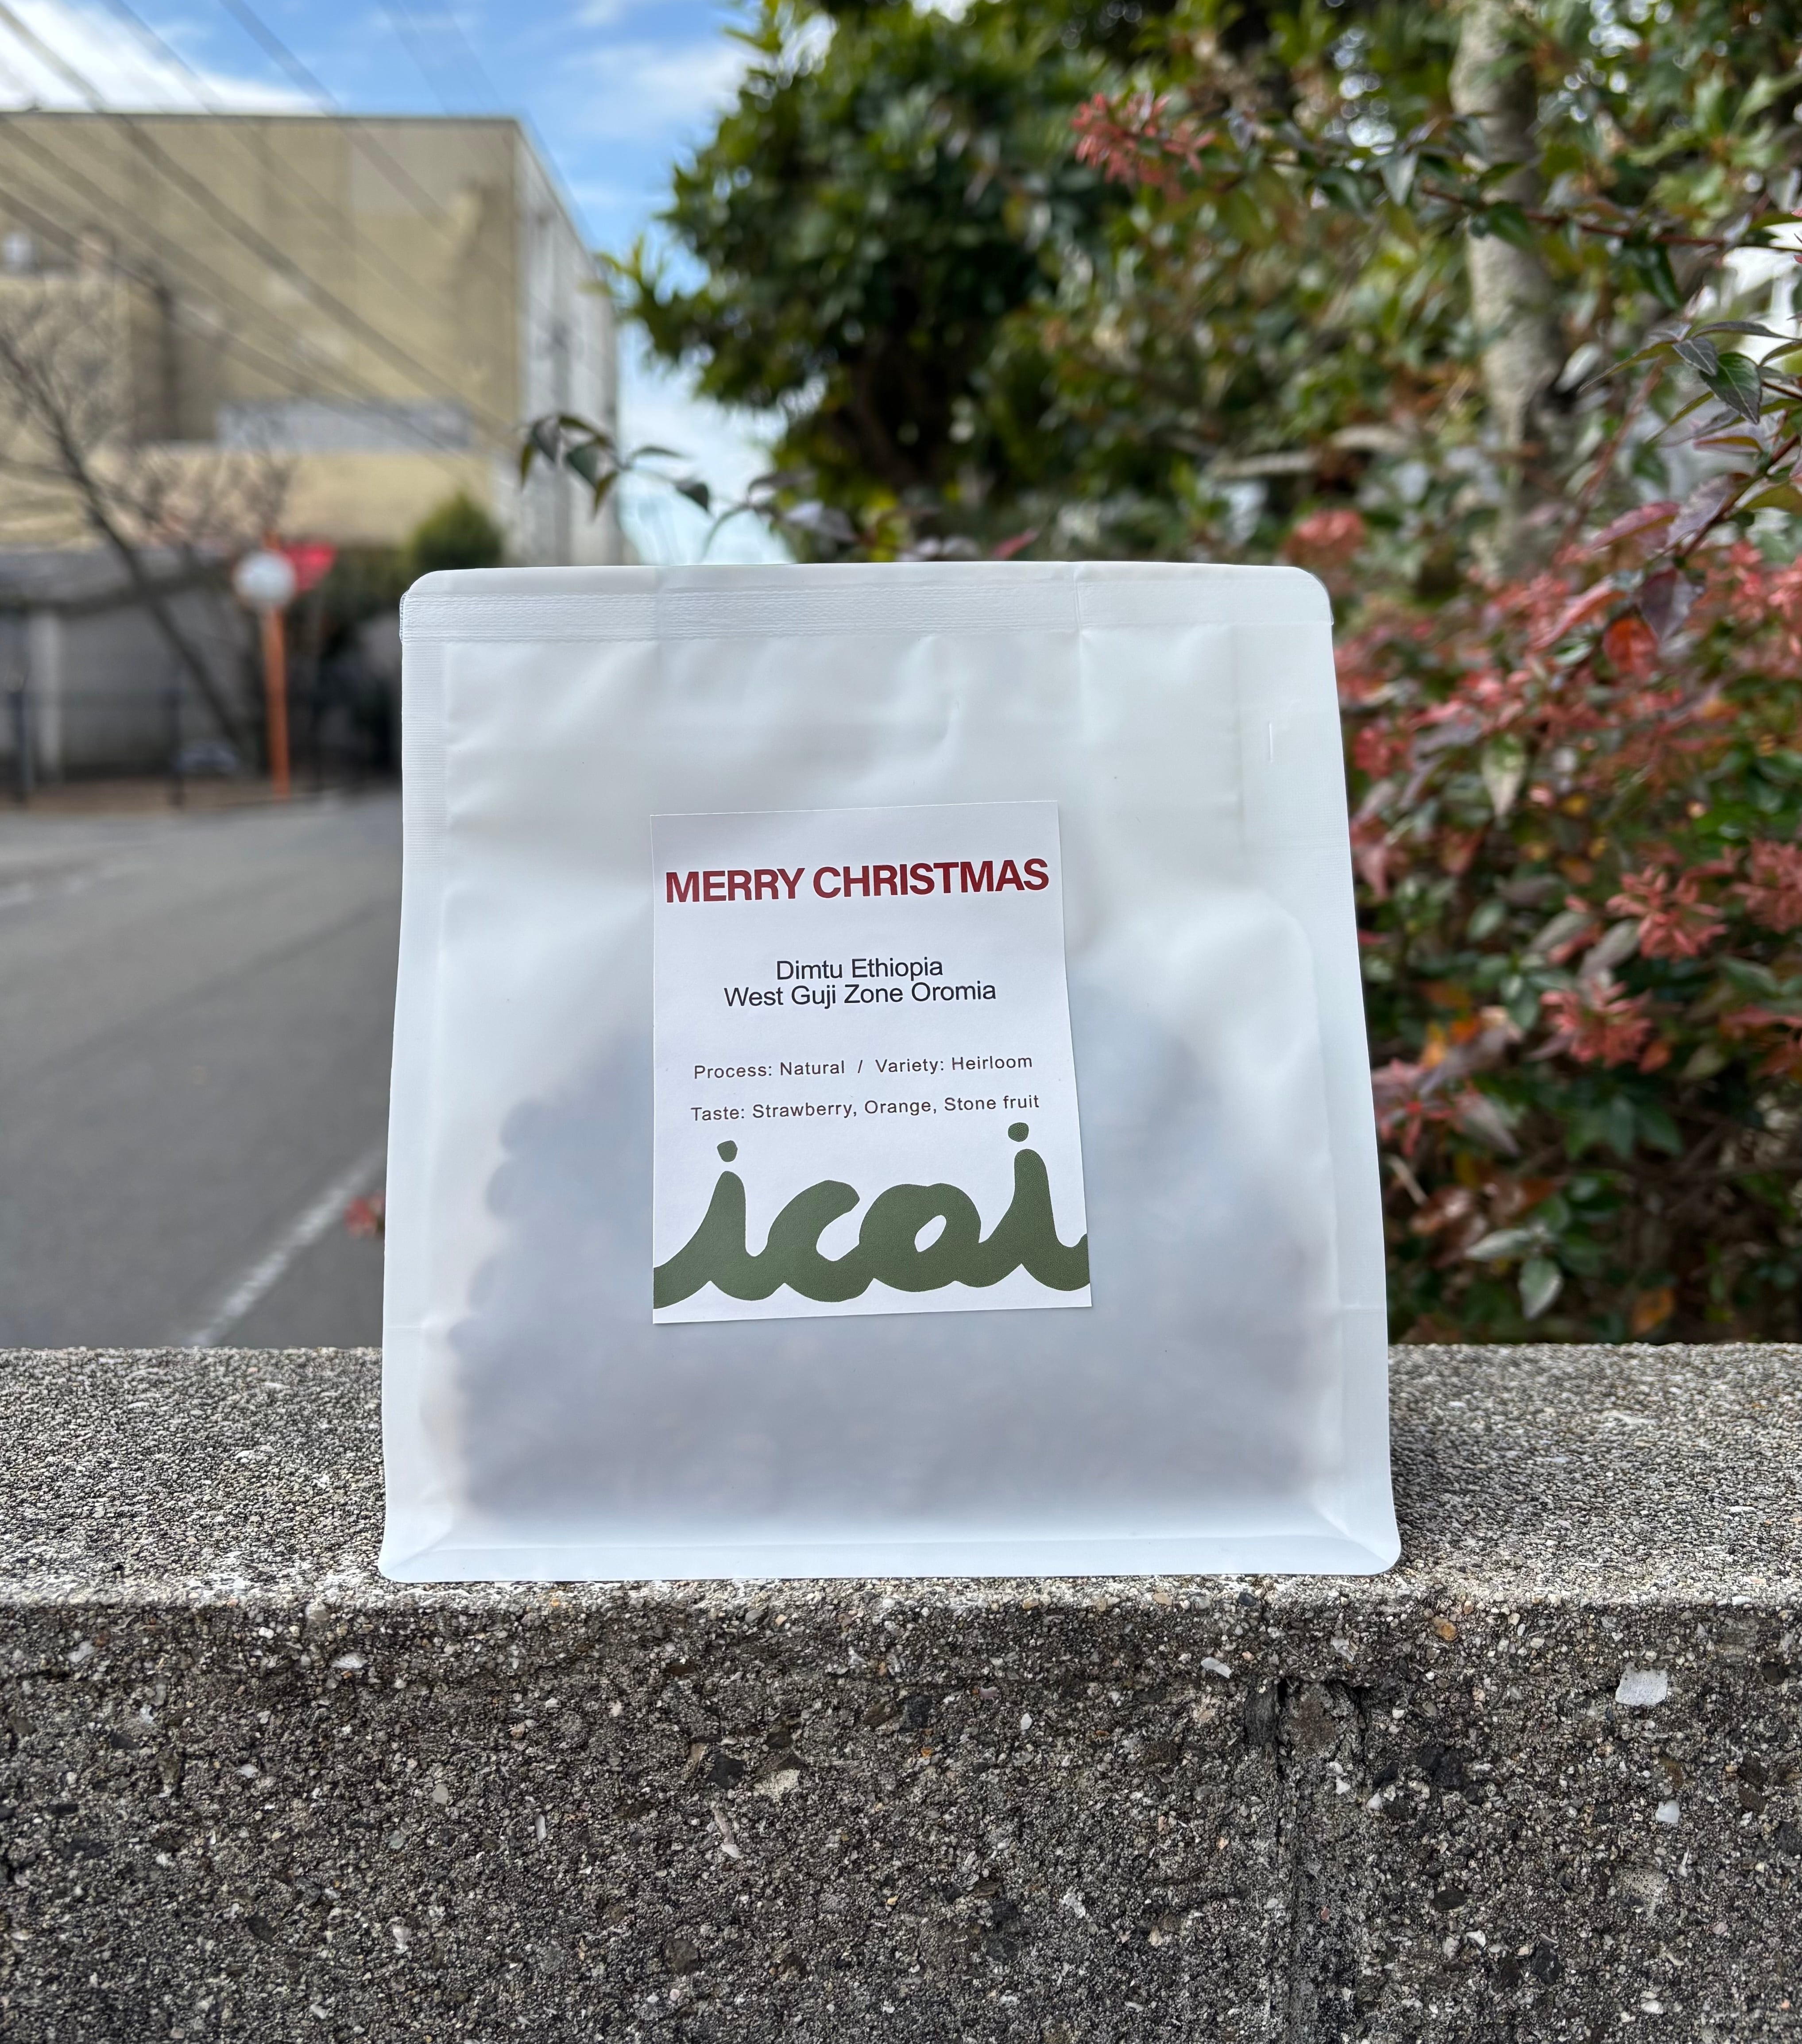 MERRY CHRISTMAS
Dimtu Ethiopia
West Guji Zone Oromia
Process: Natural / Variety: Heirloom
Taste: Strawberry, Orange, Stone fruit
icoi